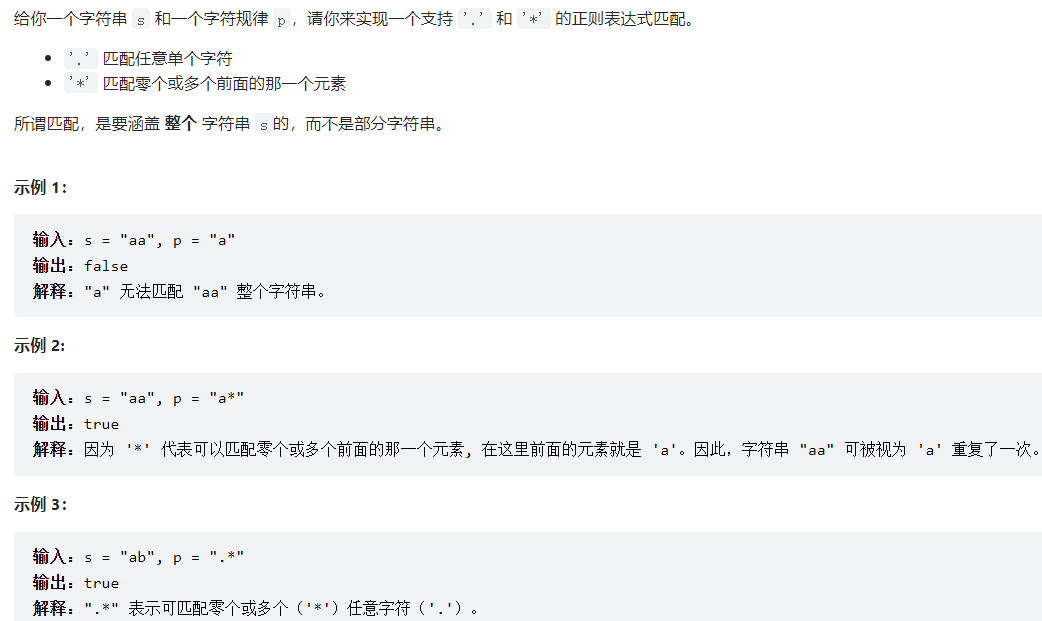 给你一个字符串 s 和一个字符规律 p，请你来实现一个支持 '.' 和 '*' 的正则表达式匹配。
'.' 匹配任意单个字符
'*' 匹配零个或多个前面的那一个元素
所谓匹配，是要涵盖 整个 字符串 s 的，而不是部分字符串。
示例 1：
输入：s = "aa", p = "a"
输出：false
解释："a" 无法匹配 "aa" 整个字符串。
示例 2:
输入：s = "aa", p = "a*"
输出：true
解释：因为 '*' 代表可以匹配零个或多个前面的那一个元素, 在这里前面的元素就是 'a'。因此，字符串 "aa" 可被视为 'a' 重复了一次。
示例 3：
输入：s = "ab", p = ".*"
输出：true
解释：".*" 表示可匹配零个或多个（'*'）任意字符（'.'）。